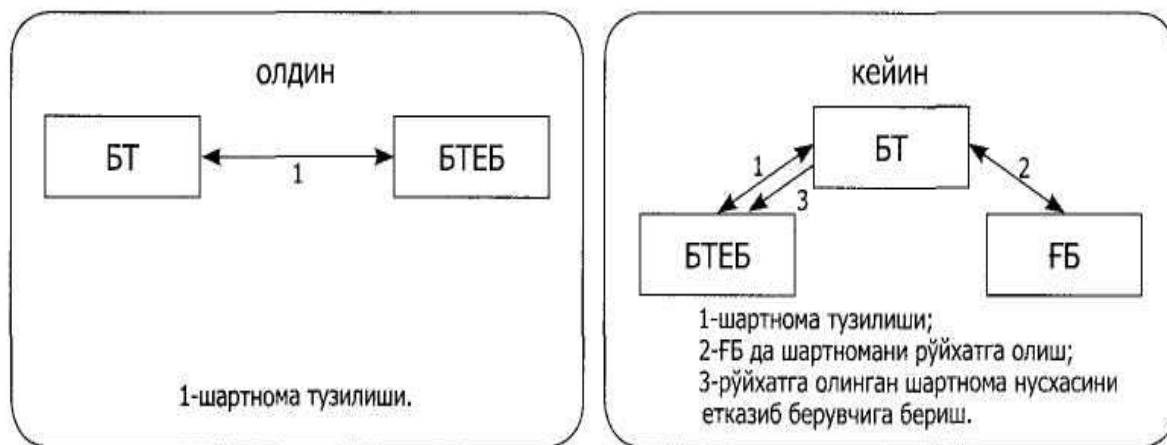 олдин
БТ
БТЕБ
1
1-шартнома тузилиши.
кейин
БТ
1
2
3
БТЕБ
ҒБ
1-шартнома тузилиши;
2-ҒБ да шартномани рўйхатга олиш;
3-рўйхатга олинган шартнома нусхасини
етказиб берувчига бериш.